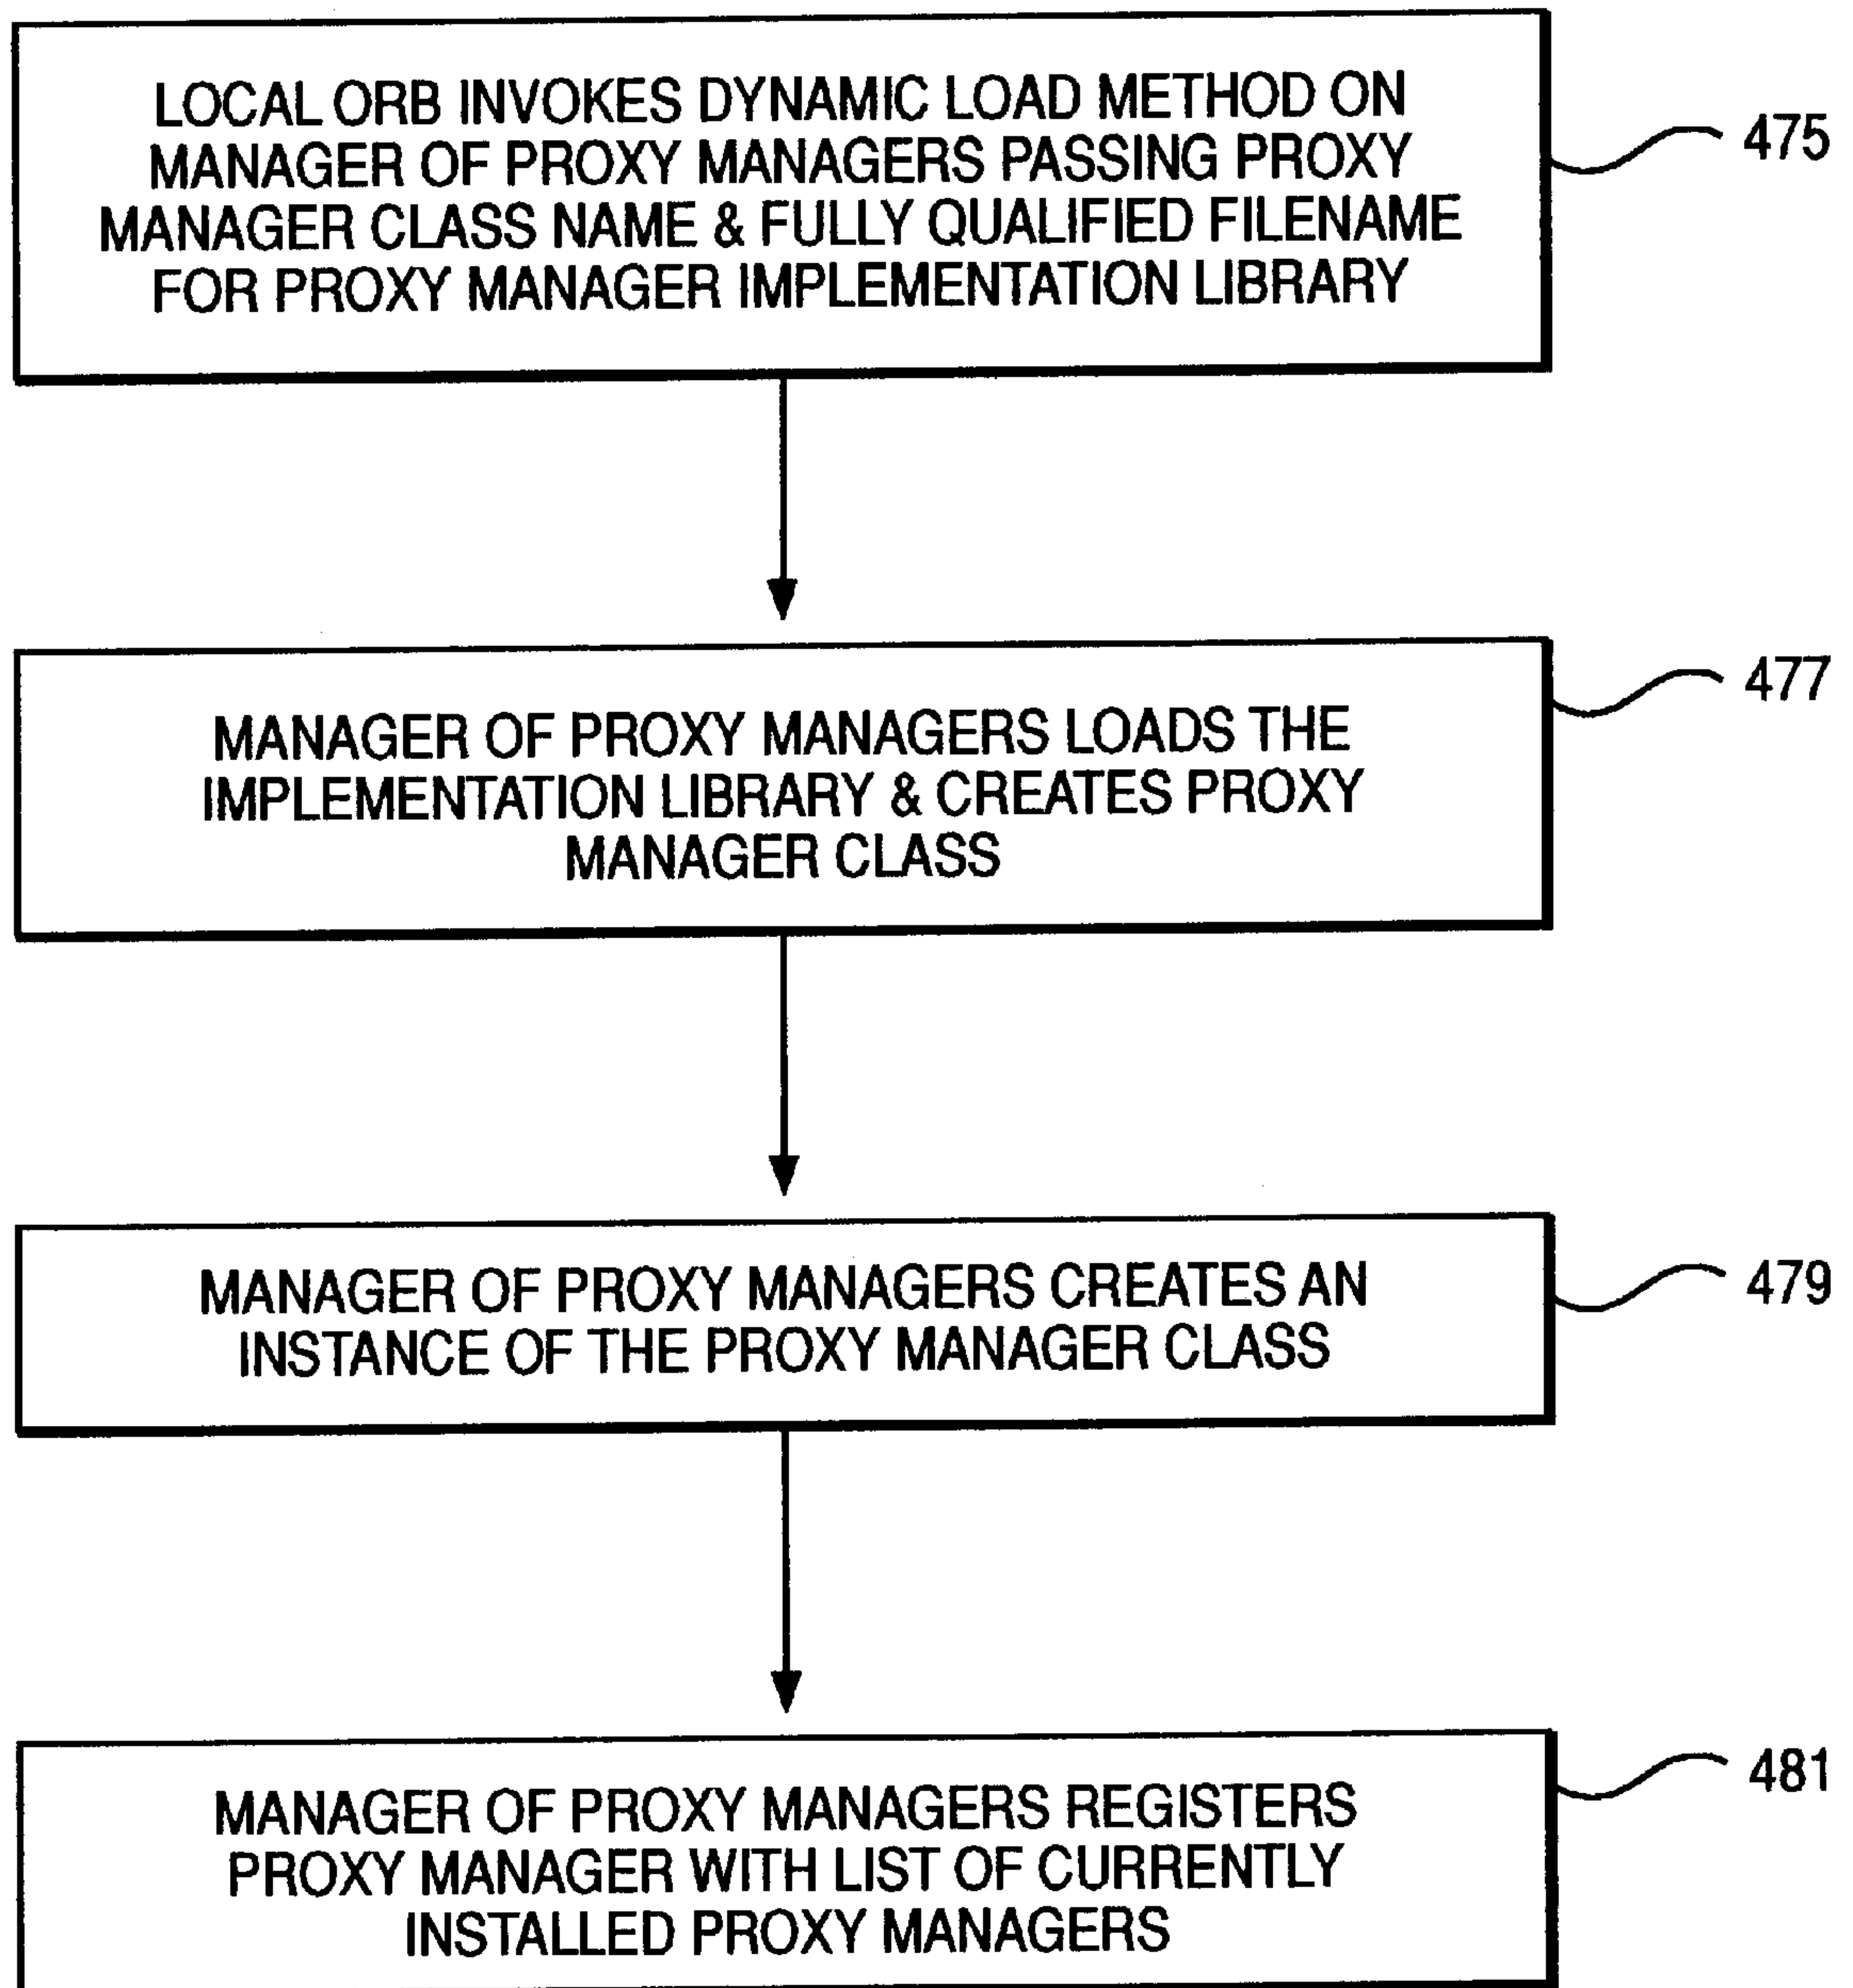 LOCAL ORB INVOKES DYNAMIC LOAD METHOD ON
MANAGER OF PROXY MANAGERS PASSING PROXY
MANAGER CLASS NAME & FULLY QUALIFIED FILENAME
FOR PROXY MANAGER IMPLEMENTATION LIBRARY
475
MANAGER OF PROXY MANAGERS LOADS THE
IMPLEMENTATION LIBRARY & CREATES PROXY
MANAGER CLASS
477
MANAGER OF PROXY MANAGERS CREATES AN
INSTANCE OF THE PROXY MANAGER CLASS
479
MANAGER OF PROXY MANAGERS REGISTERS
PROXY MANAGER WITH LIST OF CURRENTLY
INSTALLED PROXY MANAGERS
481